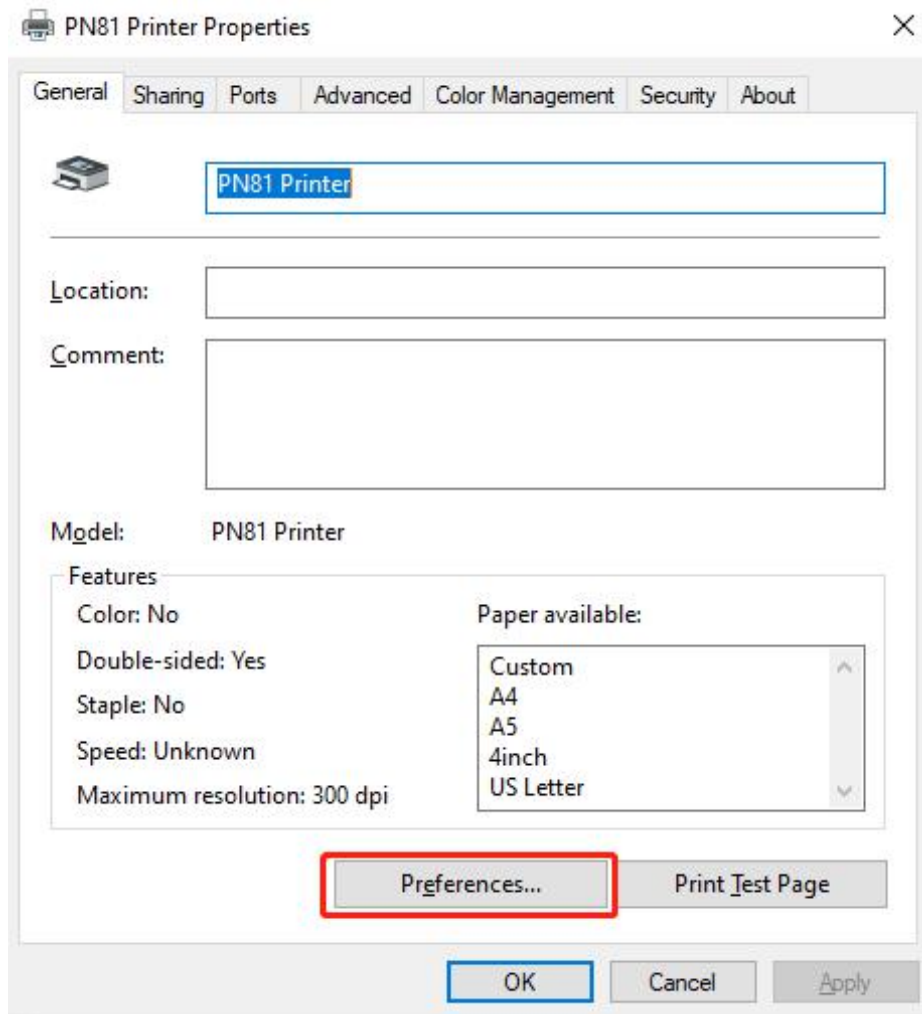 PN81 Printer Properties
General Sharing Ports Advanced Color Management Security About
PN81 Printer
Location:
Comment:
Model: PN81 Printer
Features
Color: No
Double-sided: Yes
Staple: No
Speed: Unknown
Maximum resolution: 300 dpi
Paper available:
Custom
A4
A5
4inch
US Letter
Preferences... Print Test Page
OK Cancel Apply